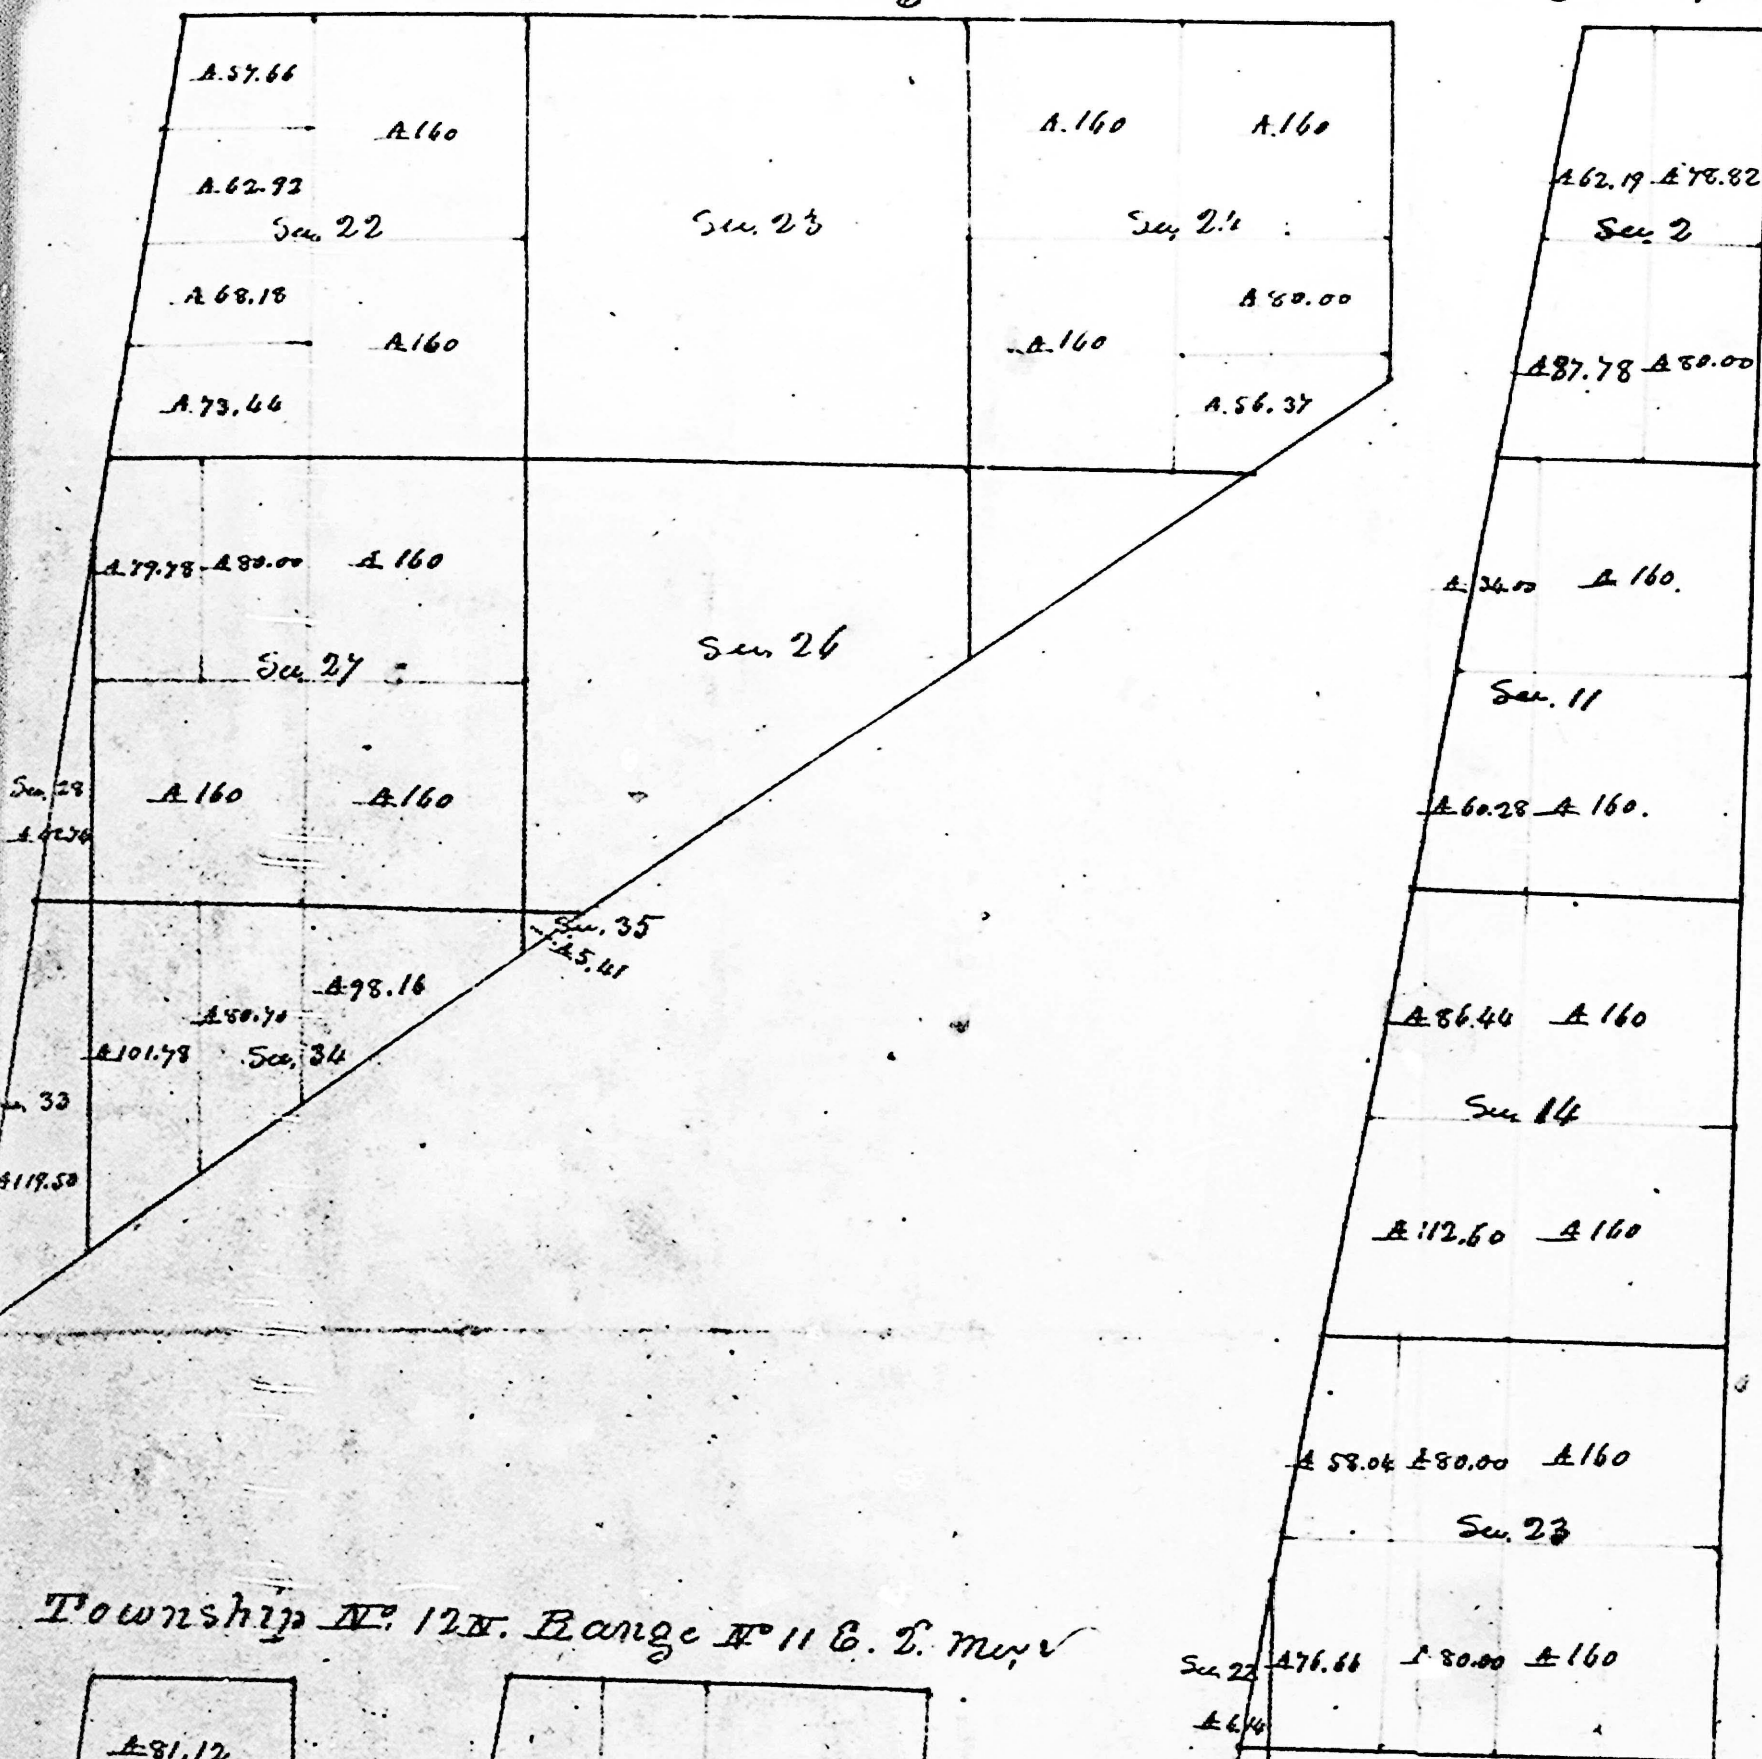 A.57.66
A 160
A.160
A.160
A.62.92
Sec. 22
Sec. 23
Sec. 24
A 68.18
A 160
A 80.00
A.160
A.73.44
A.56.37
A 79.78 A 80.00 A 160
Sec. 27
Sec. 26
Sec. 28
A 160
A 160
Sec. 35
A 5.41
A 98.16
A 80.70
A 101.78
Sec. 34
33
A 119.50
A 62.19 A 78.82
Sec. 2
A 87.78 A 80.00
A 34.00 A 160.
Sec. 11
A 60.28 A 160.
A 86.44 A 160
Sec. 14
A 112.60 A 160
A 58.04 A 80.00 A 160
Sec. 23
Sec. 22 A 76.66 A 80.00 A 160
Township No. 12 N. Range No 11 E. 2. Mer,
A 81.12